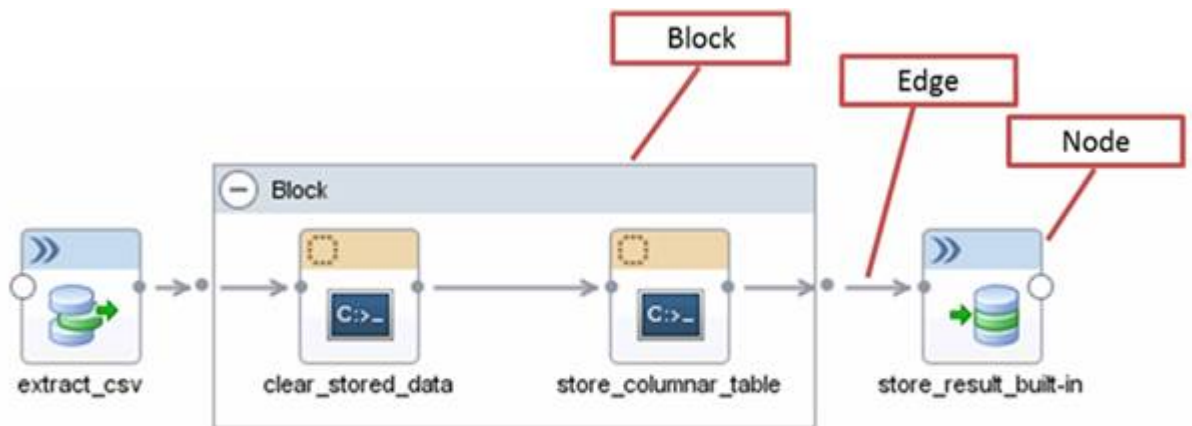 Block
Edge
Node
Block
C:>_
C:>_
extract_csv
clear_stored_data
store_columnar_table
store_result_built-in